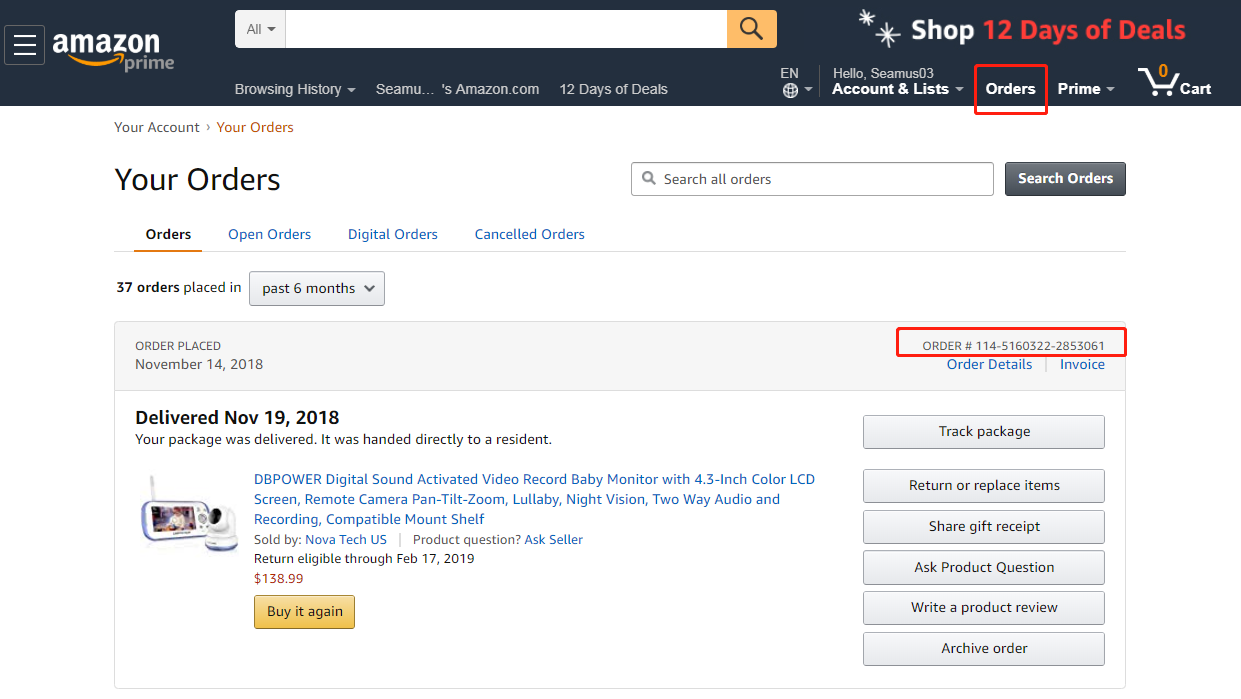 All
Shop 12 Days of Deals
amazon
prime
EN
Hello, Seamus03
0
Browsing History
Seamu... 's Amazon.com
12 Days of Deals
Account & Lists
Orders
Prime
Cart
Your Account › Your Orders
Your Orders
Search all orders
Search Orders
Orders
Open Orders
Digital Orders
Cancelled Orders
37 orders placed in
past 6 months
ORDER PLACED
November 14, 2018
ORDER # 114-5160322-2853061
Order Details | Invoice
Delivered Nov 19, 2018
Your package was delivered. It was handed directly to a resident.
DBPOWER Digital Sound Activated Video Record Baby Monitor with 4.3-Inch Color LCD
Screen, Remote Camera Pan-Tilt-Zoom, Lullaby, Night Vision, Two Way Audio and
Recording, Compatible Mount Shelf
Sold by: Nova Tech US | Product question? Ask Seller
Return eligible through Feb 17, 2019
$138.99
Buy it again
Track package
Return or replace items
Share gift receipt
Ask Product Question
Write a product review
Archive order